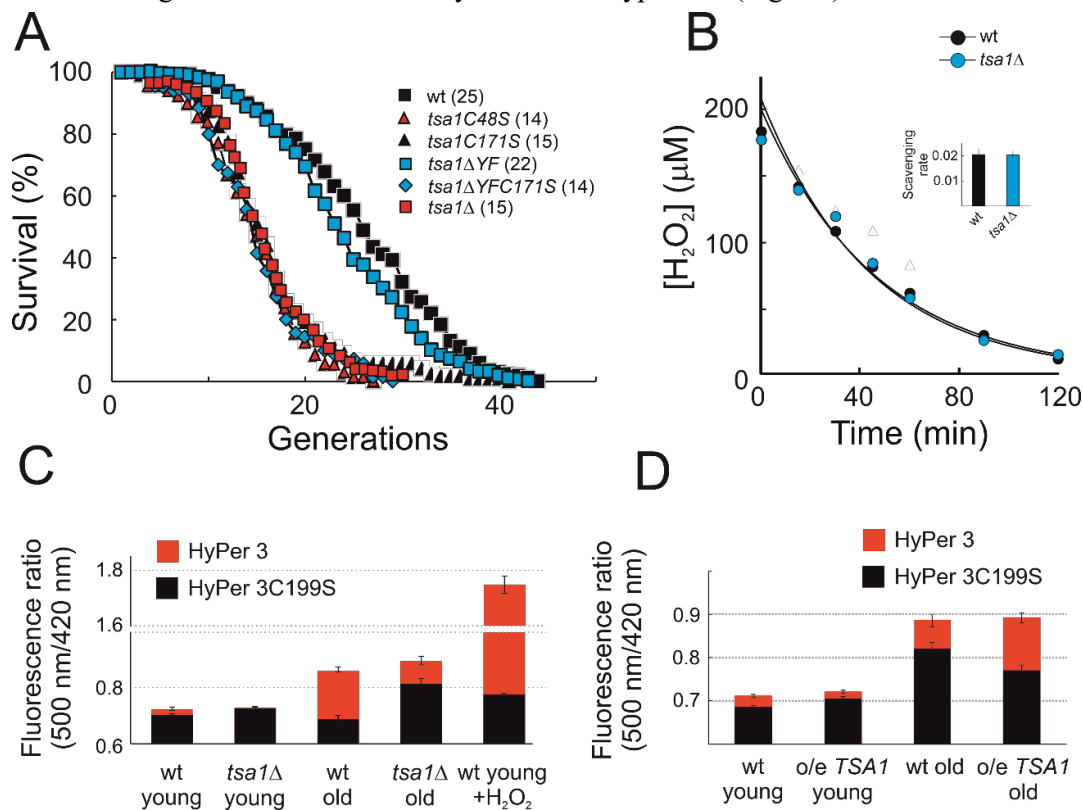 A
100
80
60
40
20
0
Survival (%)
0
20
40
Generations
wt (25)
tsa1C48S (14)
tsa1C171S (15)
tsa1ΔYF (22)
tsa1ΔYFC171S (14)
tsa1Δ (15)
B
wt
tsa1Δ
200
100
0
[H₂O₂] (µM)
0
40
80
120
Time (min)
Scavenging
rate
0.02
0.01
wt
tsa1Δ
C
HyPer 3
HyPer 3C199S
Fluorescence ratio
(500 nm/420 nm)
1.8
1.6
0.8
0.6
wt
young
tsa1Δ
young
wt
old
tsa1Δ
old
wt young
+H₂O₂
D
HyPer 3
HyPer 3C199S
Fluorescence ratio
(500 nm/420 nm)
0.9
0.8
0.7
wt
young
o/e TSA1
young
wt old
o/e TSA1
old